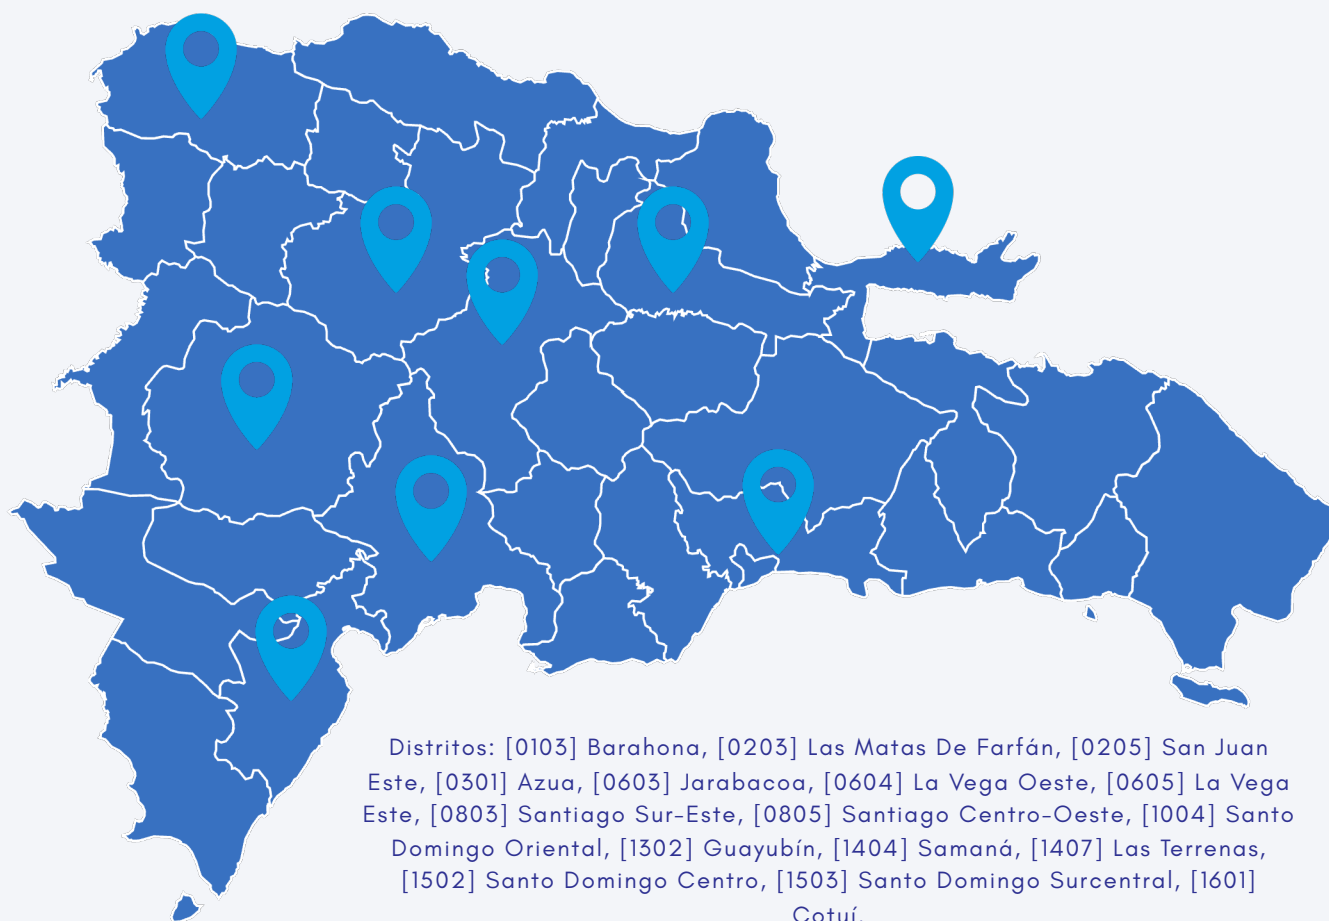 Distritos: [0103] Barahona, [0203] Las Matas De Farfán, [0205] San Juan
Este, [0301] Azua, [0603] Jarabacoa, [0604] La Vega Oeste, [0605] La Vega
Este, [0803] Santiago Sur-Este, [0805] Santiago Centro-Oeste, [1004] Santo
Domingo Oriental, [1302] Guayubín, [1404] Samaná, [1407] Las Terrenas,
[1502] Santo Domingo Centro, [1503] Santo Domingo Surcentral, [1601]
Cotuí.